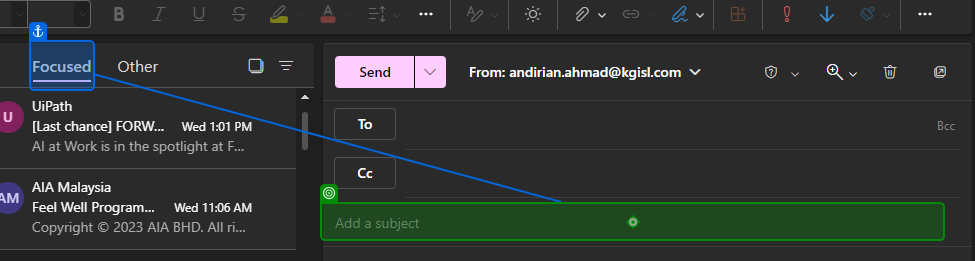 B I U S A A
Focused Other
Send From: andirian.ahmad@kgisl.com
U UiPath
[Last chance] FORW... Wed 1:01 PM
AI at Work is in the spotlight at F...
To Bcc
Cc
AM AIA Malaysia
Feel Well Program... Wed 11:06 AM
Copyright © 2023 AIA BHD. All ri...
Add a subject